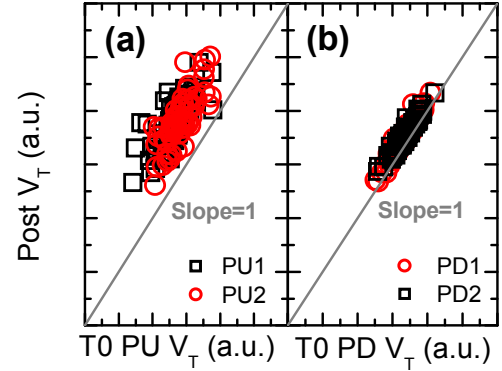 (a)
(b)
Post V_T (a.u.)
Slope=1
Slope=1
PU1
PU2
PD1
PD2
T0 PU V_T (a.u.)
T0 PD V_T (a.u.)